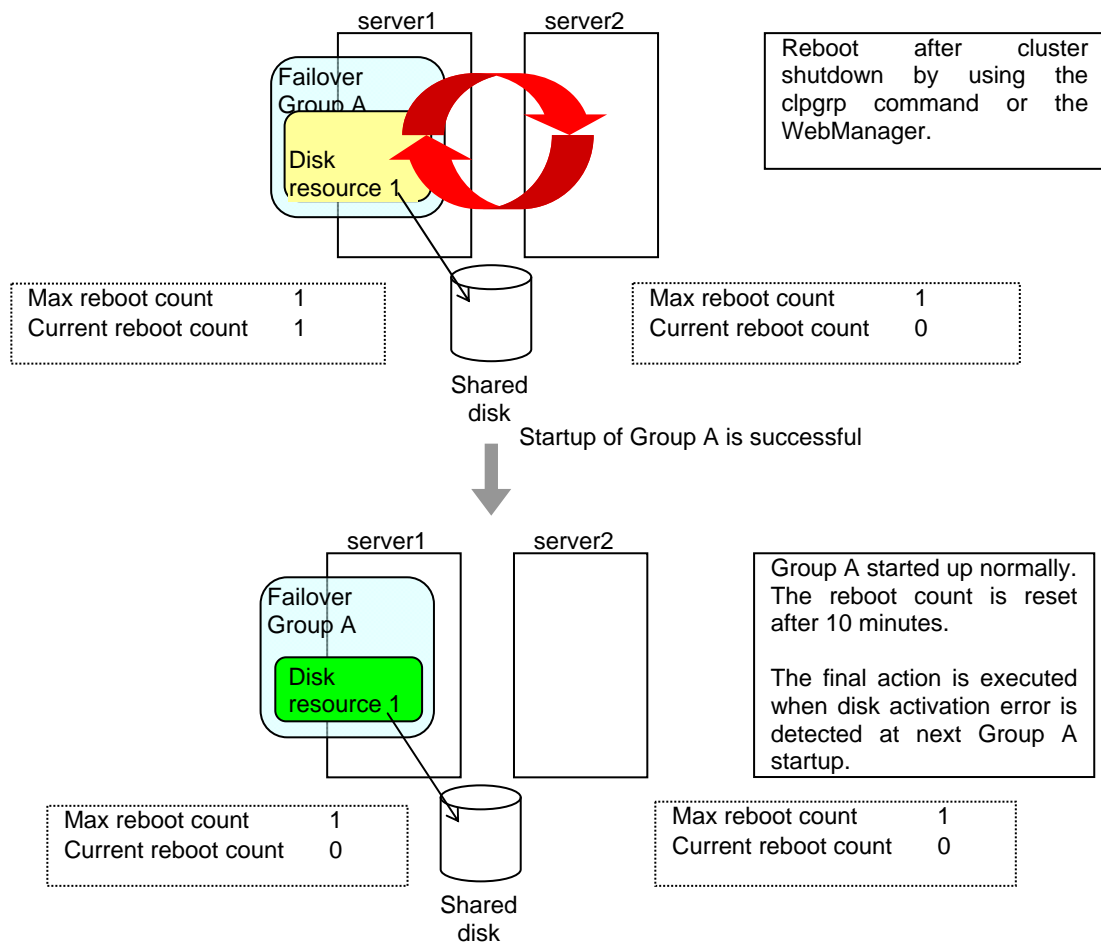 server1
server2
Failover
Group A
Disk
resource 1
Reboot after cluster
shutdown by using the
clpgrp command or the
WebManager.
Max reboot count 1
Current reboot count 1
Max reboot count 1
Current reboot count 0
Shared
disk
Startup of Group A is successful
server1
server2
Failover
Group A
Disk
resource 1
Group A started up normally.
The reboot count is reset
after 10 minutes.
The final action is executed
when disk activation error is
detected at next Group A
startup.
Max reboot count 1
Current reboot count 0
Max reboot count 1
Current reboot count 0
Shared
disk